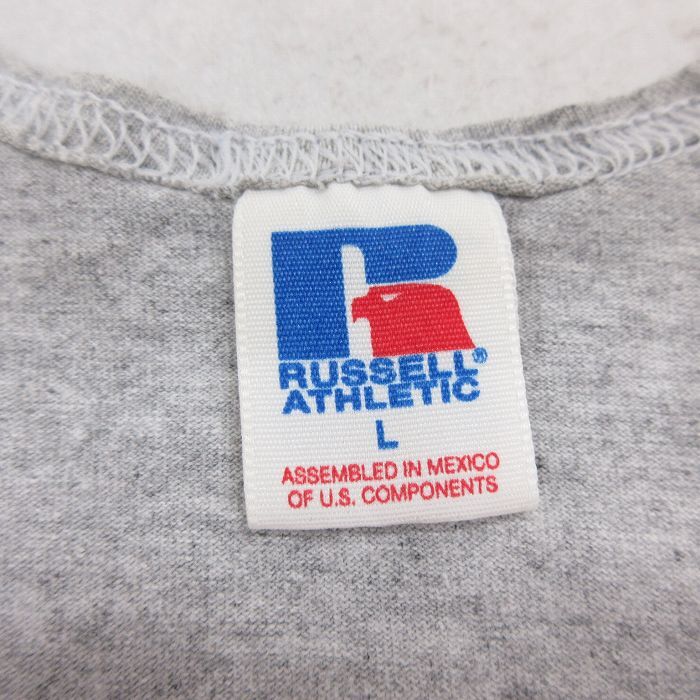 RUSSELL®
ATHLETIC
L
ASSEMBLED IN MEXICO
OF U.S. COMPONENTS